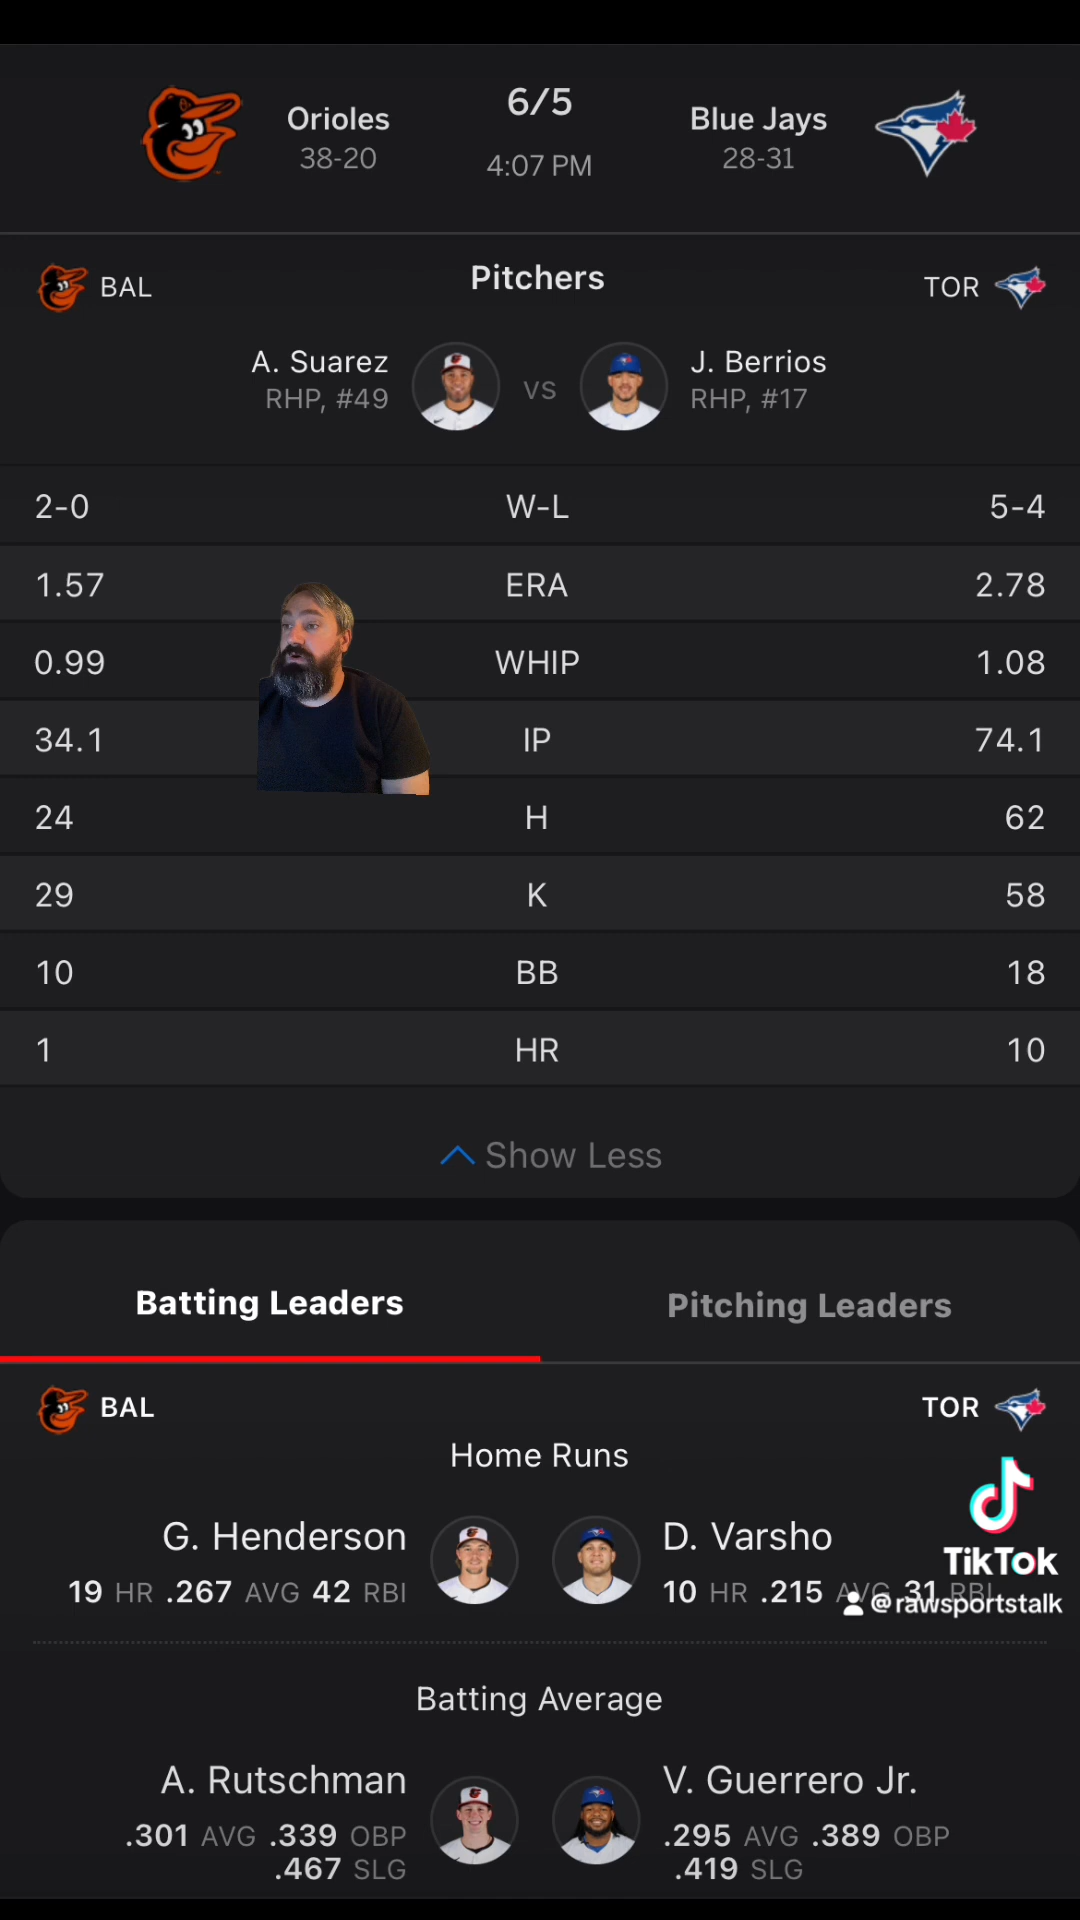 Orioles
38-20
6/5
4:07 PM
Blue Jays
28-31
BAL
Pitchers
TOR
A. Suarez
RHP, #49
vs
J. Berrios
RHP, #17
2-0 W-L 5-4
1.57 ERA 2.78
0.99 WHIP 1.08
34.1 IP 74.1
24 H 62
29 K 58
10 BB 18
1 HR 10
Show Less
Batting Leaders
Pitching Leaders
BAL
TOR
Home Runs
G. Henderson
19 HR .267 AVG 42 RBI
D. Varsho
10 HR .215 AVG 31 RBI
TikTok
@rawsportstalk
Batting Average
A. Rutschman
.301 AVG .339 OBP
.467 SLG
V. Guerrero Jr.
.295 AVG .389 OBP
.419 SLG